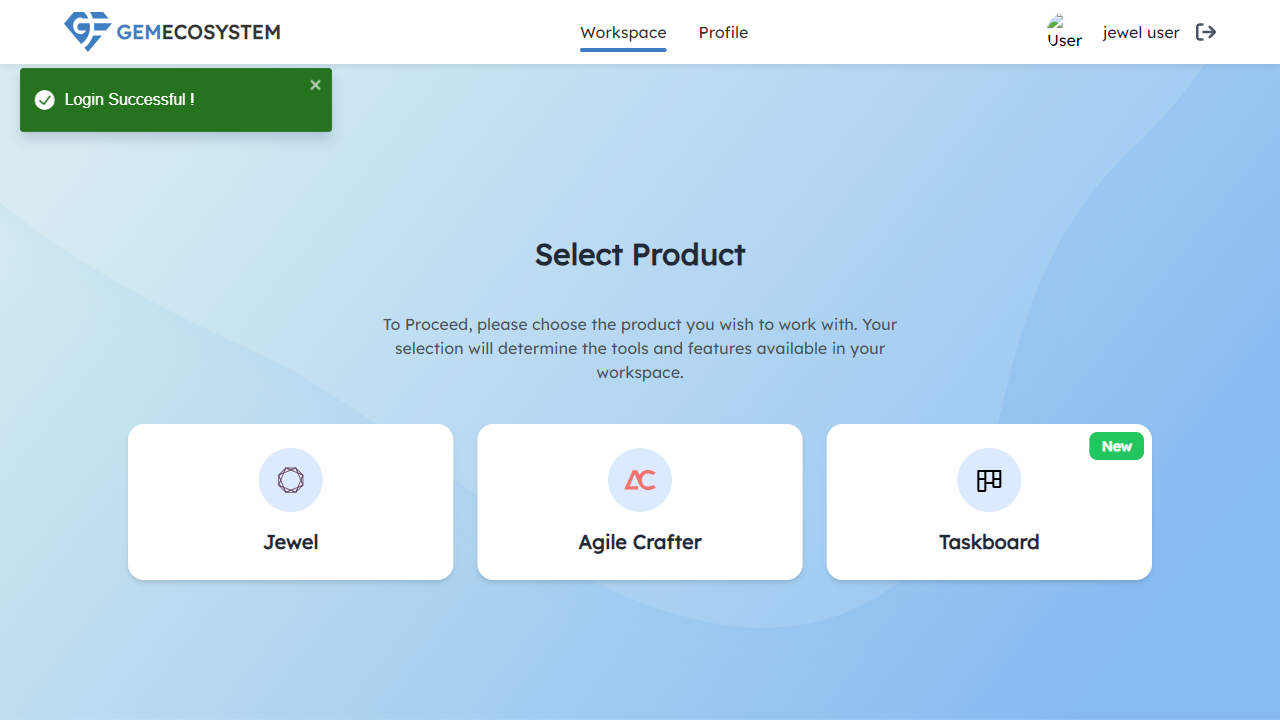 GEMECOSYSTEM
Workspace
Profile
User
jewel user
Login Successful !
Select Product
To Proceed, please choose the product you wish to work with. Your
selection will determine the tools and features available in your
workspace.
Jewel
AC
Agile Crafter
New
Taskboard